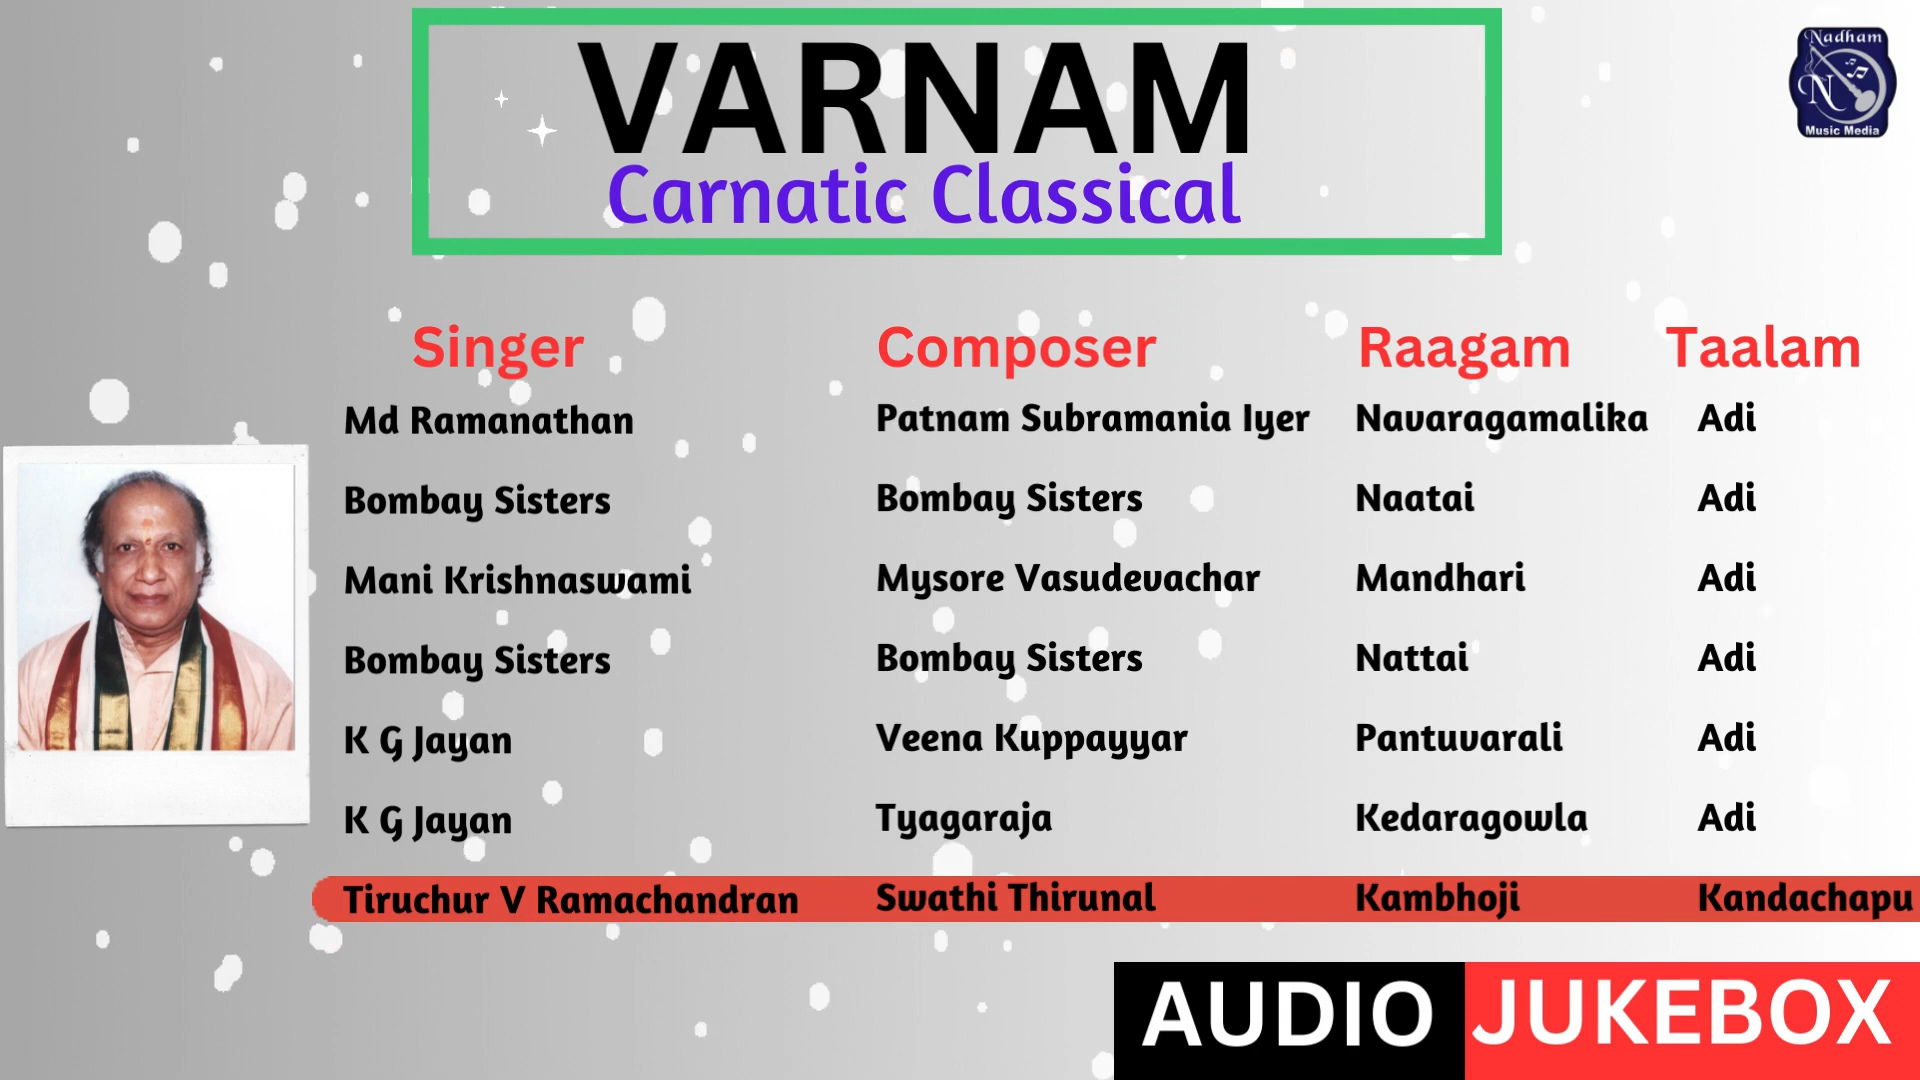 VARNAM
Carnatic Classical
Nadham
N
Music Media
Singer Composer Raagam Taalam
Md Ramanathan Patnam Subramania Iyer Navaragamalika Adi
Bombay Sisters Bombay Sisters Naatai Adi
Mani Krishnaswami Mysore Vasudevachar Mandhari Adi
Bombay Sisters Bombay Sisters Nattai Adi
K G Jayan Veena Kuppayyar Pantuvarali Adi
K G Jayan Tyagaraja Kedaragowla Adi
Tiruchur V Ramachandran Swathi Thirunal Kambhoji Kandachapu
AUDIO JUKEBOX